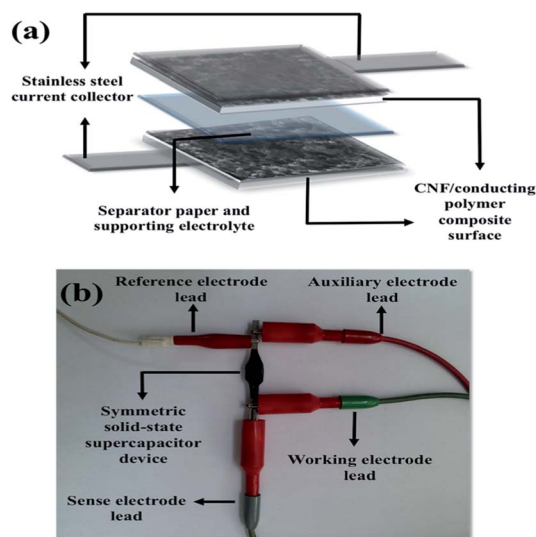 (a)
Stainless steel
current collector
Separator paper and
supporting electrolyte
CNF/conducting
polymer
composite
surface
(b)
Reference electrode
lead
Auxiliary electrode
lead
Symmetric
solid-state
supercapacitor
device
Working electrode
lead
Sense electrode
lead